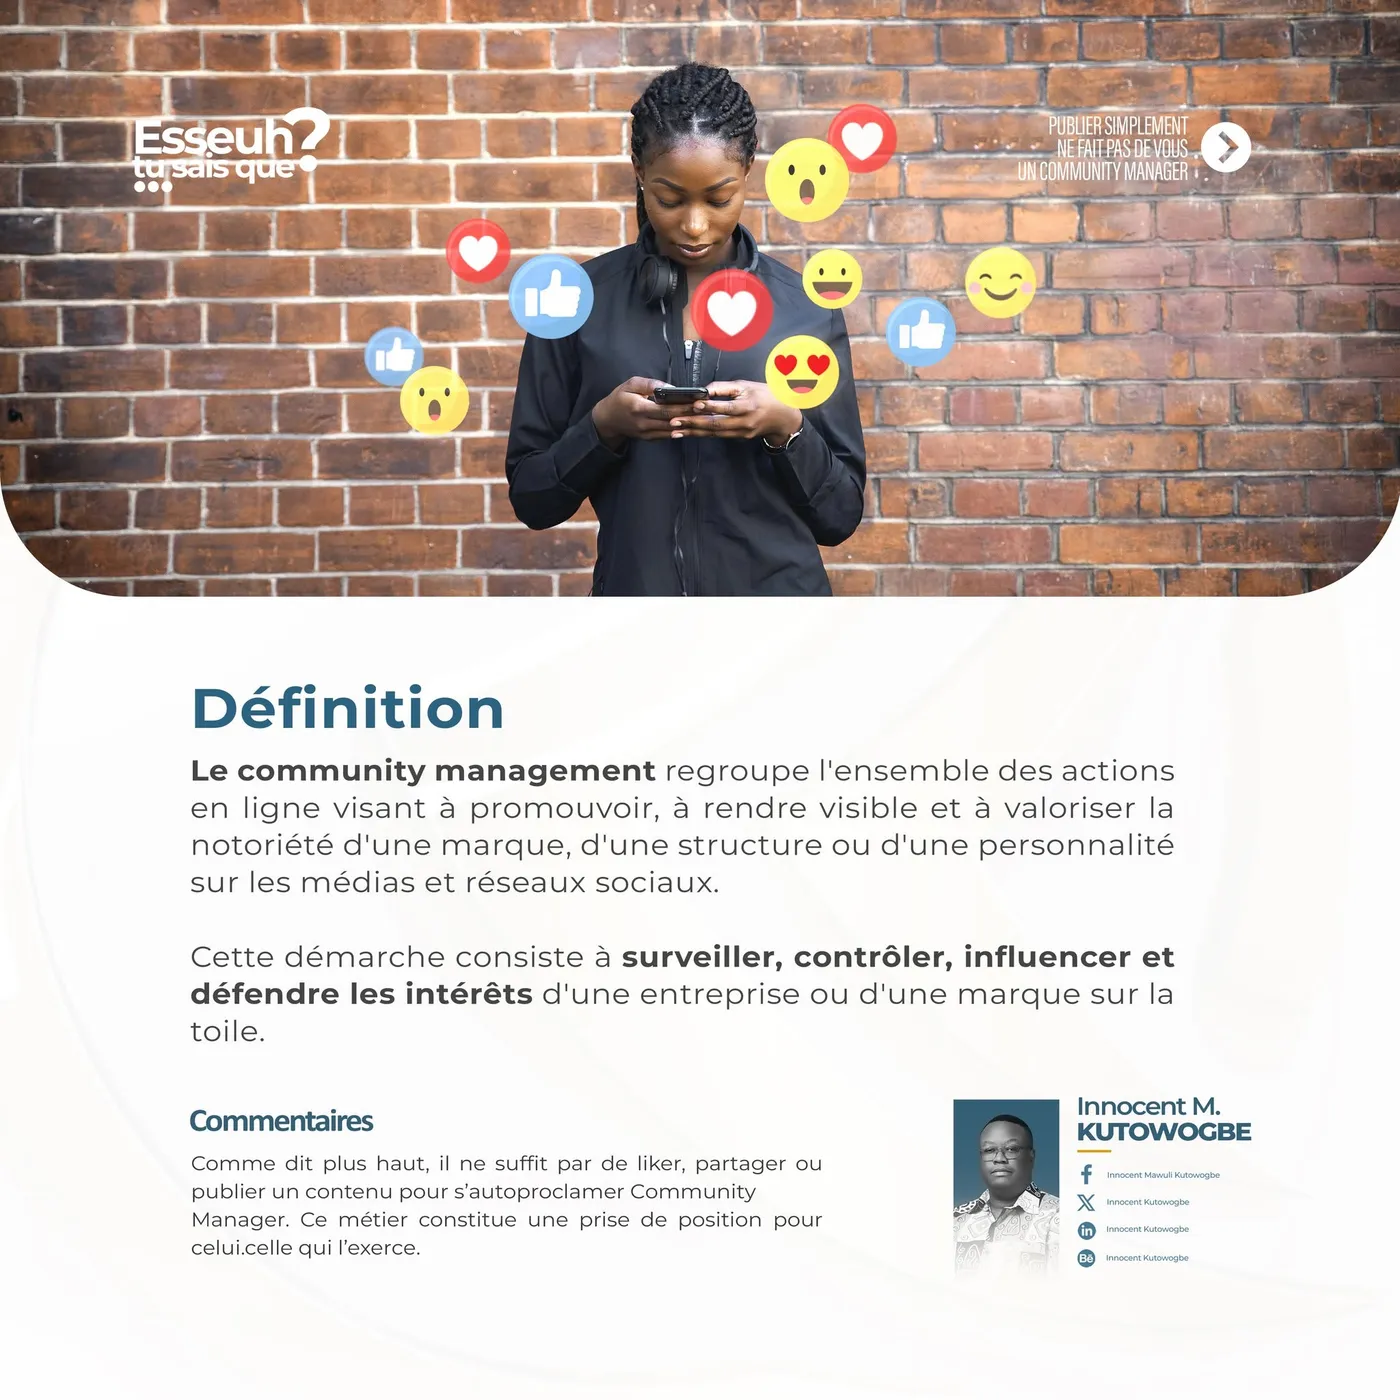 Esseuh?
tu sais que
...
PUBLIER SIMPLEMENT
NE FAIT PAS DE VOUS
UN COMMUNITY MANAGER
Définition
Le community management regroupe l'ensemble des actions
en ligne visant à promouvoir, à rendre visible et à valoriser la
notoriété d'une marque, d'une structure ou d'une personnalité
sur les médias et réseaux sociaux.
Cette démarche consiste à surveiller, contrôler, influencer et
défendre les intérêts d'une entreprise ou d'une marque sur la
toile.
Commentaires
Comme dit plus haut, il ne suffit par de liker, partager ou
publier un contenu pour s’autoproclamer Community
Manager. Ce métier constitue une prise de position pour
celui.celle qui l’exerce.
Innocent M.
KUTOWOGBE
Innocent Mawuli Kutowogbe
Innocent Kutowogbe
Innocent Kutowogbe
Innocent Kutowogbe